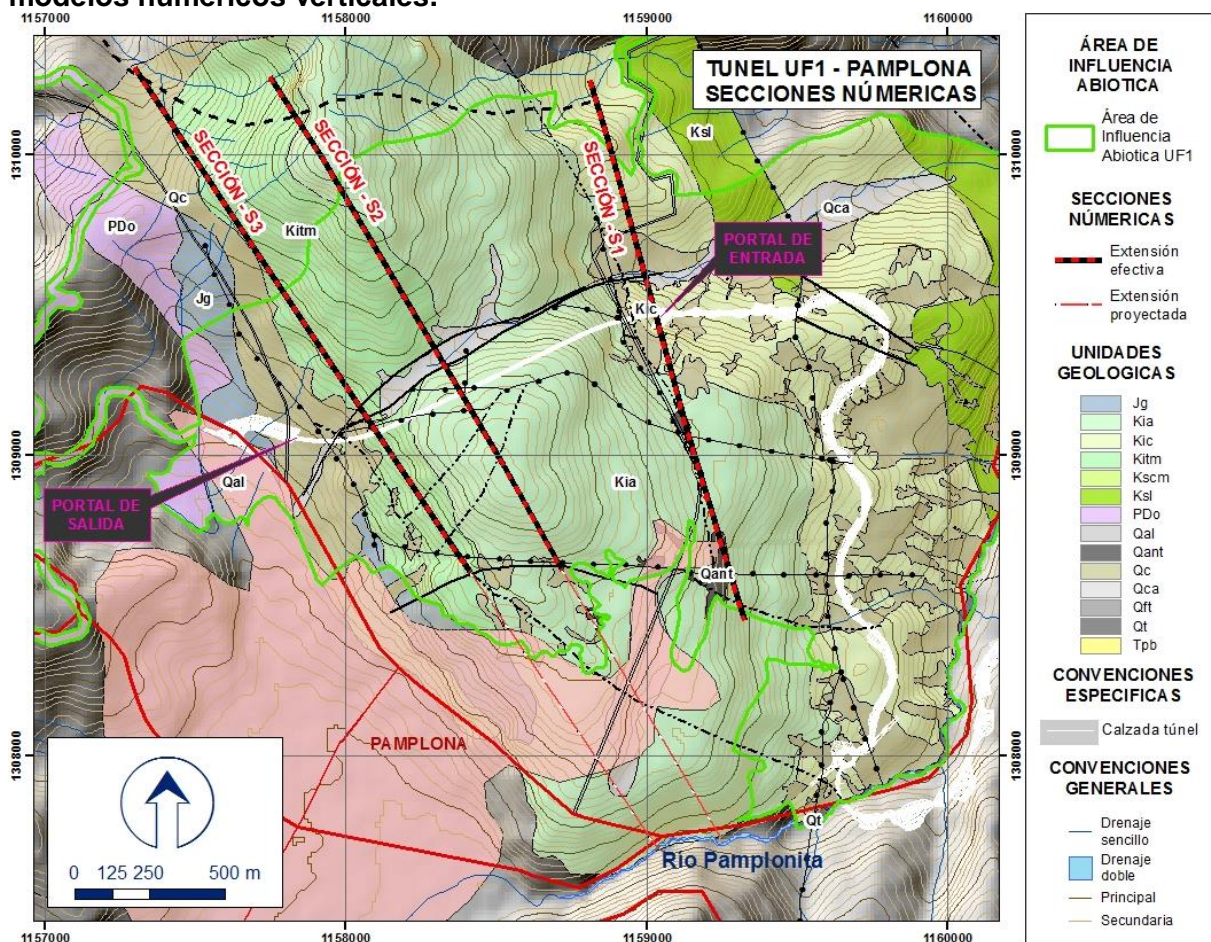 modelos numéricos verticales:
1157000
1158000
1159000
1160000
TUNEL UF1 - PAMPLONA
SECCIONES NÚMERICAS
1310000
1310000
SECCIÓN - S3
SECCIÓN - S2
SECCIÓN - S1
Ksl
Qc
PDo
Kitm
Qca
PORTAL DE
ENTRADA
Jg
Kic
1309000
1309000
Qal
Kia
PORTAL DE
SALIDA
Qant
PAMPLONA
1308000
1308000
Qt
Río Pamplonita
0 125 250 500 m
1157000
1158000
1159000
1160000
ÁREA DE
INFLUENCIA
ABIOTICA
Área de
Influencia
Abiotica UF1
SECCIONES
NÚMERICAS
Extensión
efectiva
Extensión
proyectada
UNIDADES
GEOLOGICAS
Jg
Kia
Kic
Kitm
Kscm
Ksl
PDo
Qal
Qant
Qc
Qca
Qft
Qt
Tpb
CONVENCIONES
ESPECIFICAS
Calzada túnel
CONVENCIONES
GENERALES
Drenaje
sencillo
Drenaje
doble
Principal
Secundaria